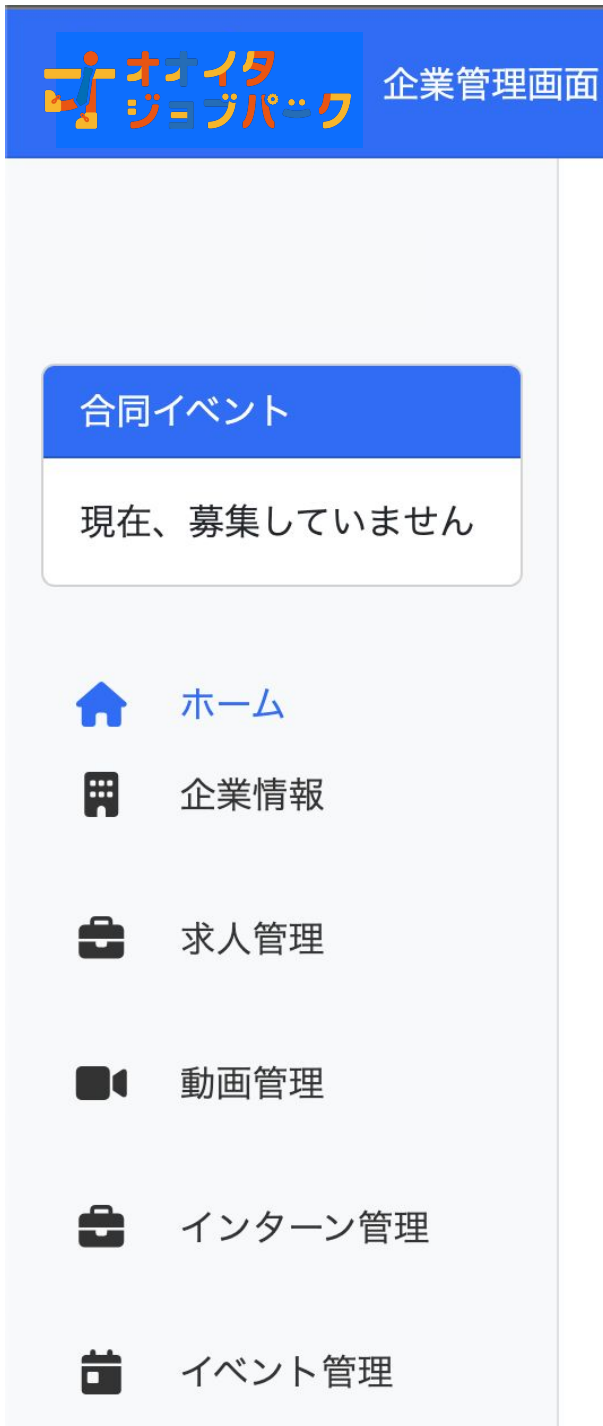 オオイタ
ジョブパーク
企業管理画面
合同イベント
現在、募集していません
ホーム
企業情報
求人管理
動画管理
インターン管理
イベント管理